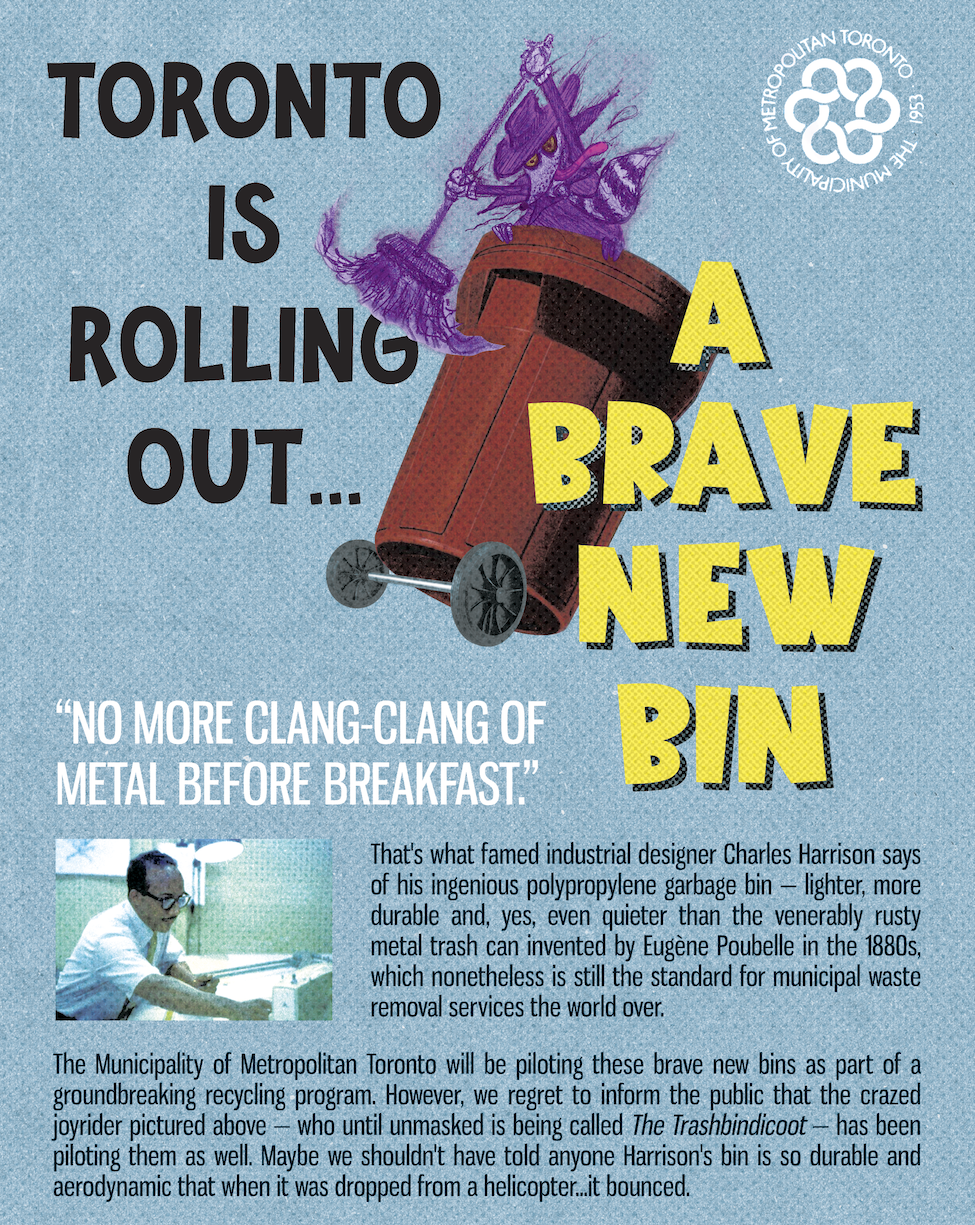 TORONTO
IS
ROLLING
OUT...
THE MUNICIPALITY OF METROPOLITAN TORONTO 1953
A
BRAVE
NEW
BIN
“NO MORE CLANG-CLANG OF
METAL BEFORE BREAKFAST.”
That's what famed industrial designer Charles Harrison says
of his ingenious polypropylene garbage bin – lighter, more
durable and, yes, even quieter than the venerably rusty
metal trash can invented by Eugène Poubelle in the 1880s,
which nonetheless is still the standard for municipal waste
removal services the world over.
The Municipality of Metropolitan Toronto will be piloting these brave new bins as part of a
groundbreaking recycling program. However, we regret to inform the public that the crazed
joyrider pictured above – who until unmasked is being called The Trashbindicoot – has been
piloting them as well. Maybe we shouldn't have told anyone Harrison's bin is so durable and
aerodynamic that when it was dropped from a helicopter...it bounced.